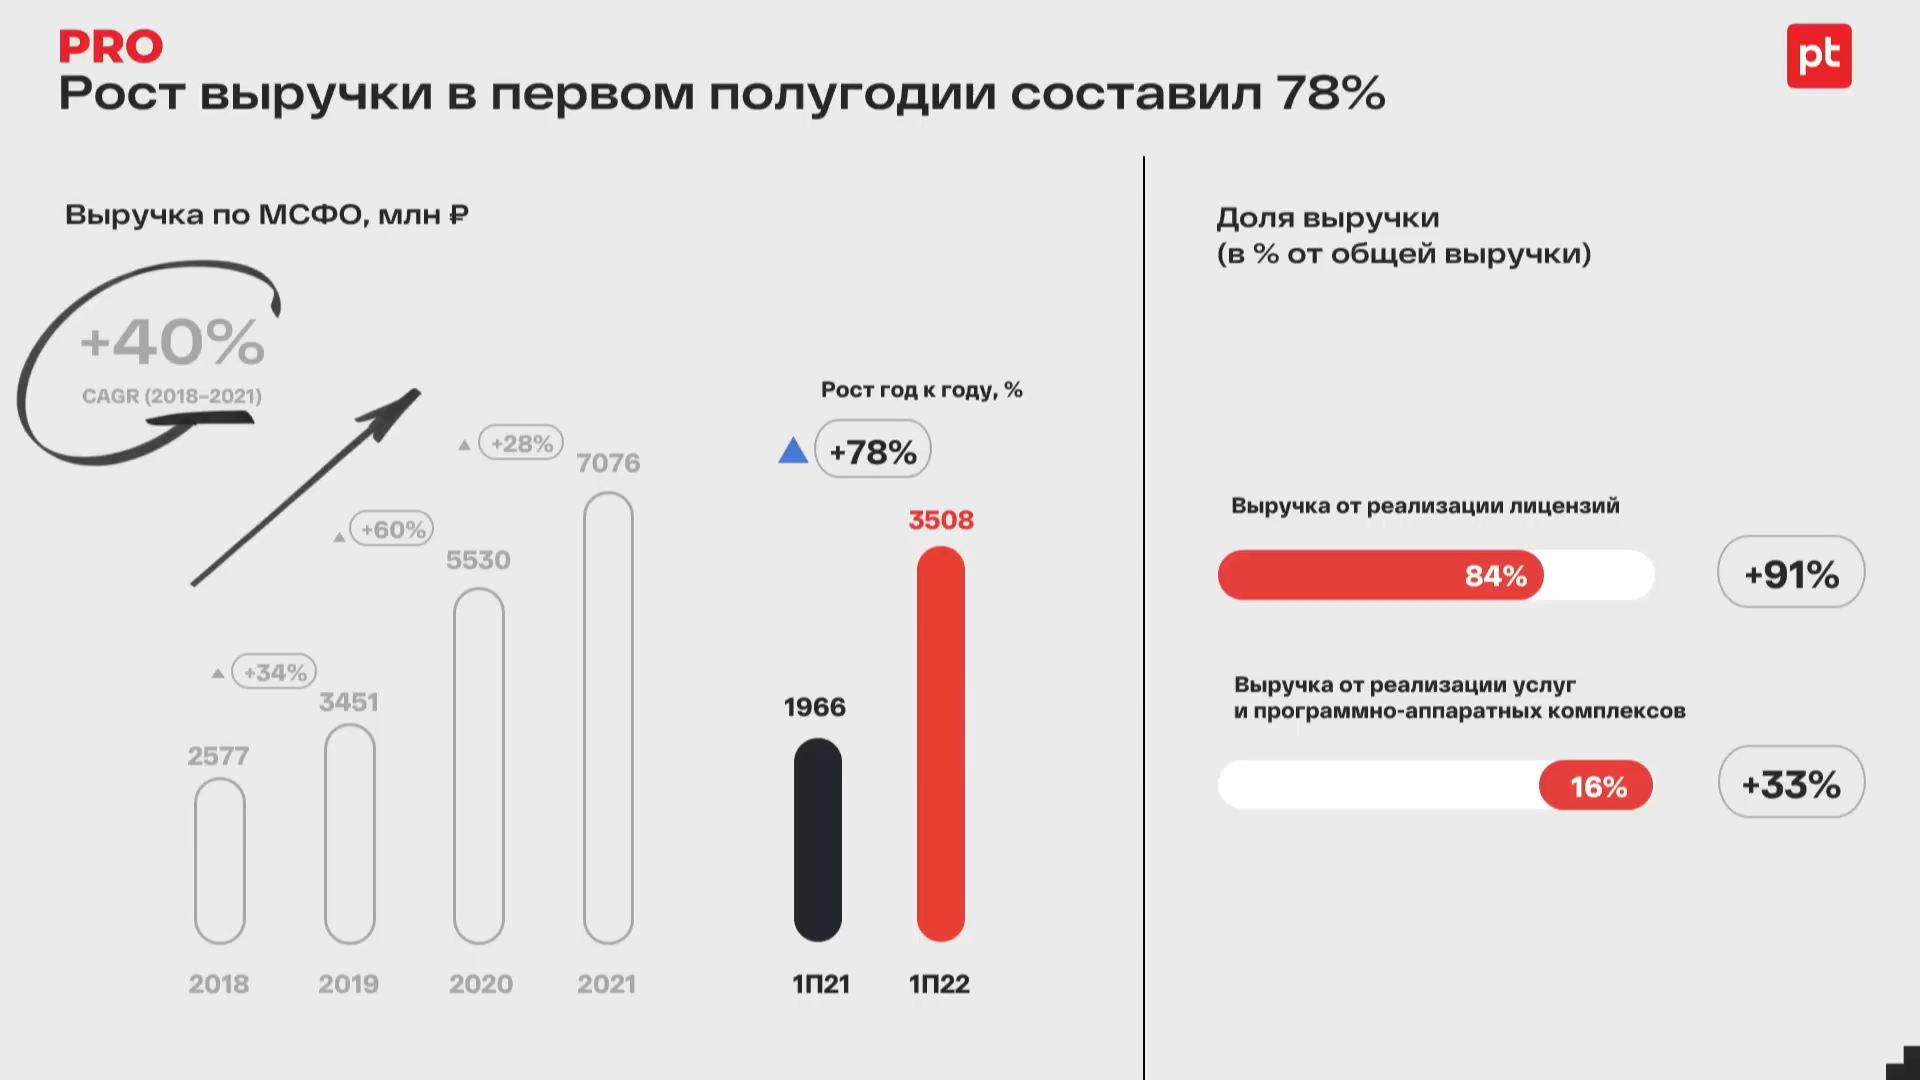 PRO
Рост выручки в первом полугодии составил 78%
pt
Выручка по МСФО, млн ₽
+40%
CAGR (2018–2021)
Рост год к году, %
+78%
+28%
7076
3508
+60%
5530
+34%
3451
1966
2577
2018
2019
2020
2021
1П21
1П22
Доля выручки
(в % от общей выручки)
Выручка от реализации лицензий
84%
+91%
Выручка от реализации услуг
и программно-аппаратных комплексов
16%
+33%